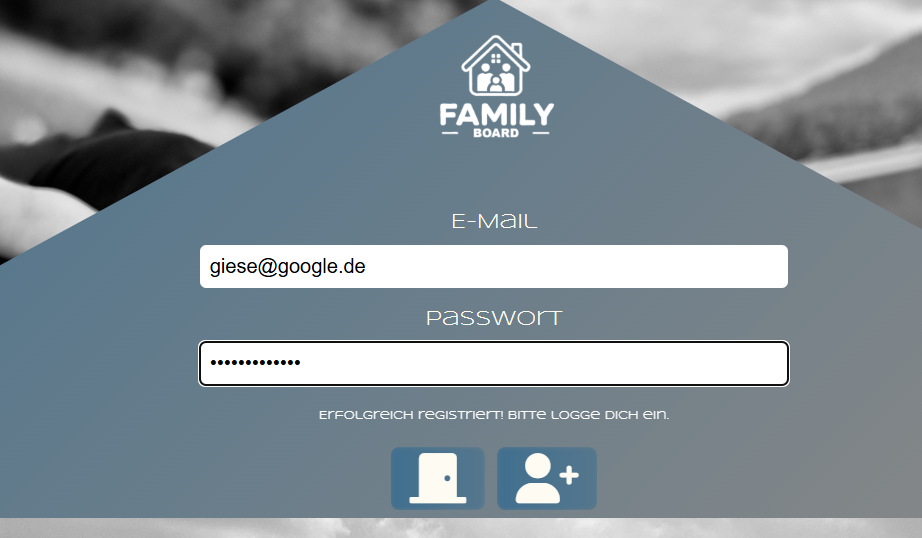 FAMILY
BOARD
E-Mail
giese@google.de
Passwort
•••••••••••••
Erfolgreich registriert! Bitte logge dich ein.